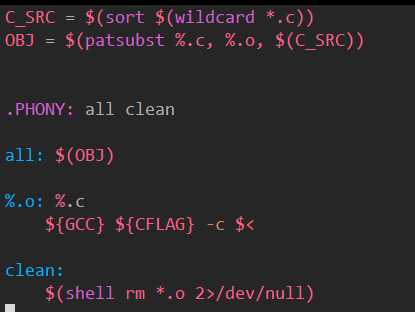 C_SRC = $(sort $(wildcard *.c))
OBJ = $(patsubst %.c, %.o, $(C_SRC))
.PHONY: all clean
all: $(OBJ)
%.o: %.c
    ${GCC} ${CFLAG} -c $<
clean:
    $(shell rm *.o 2>/dev/null)